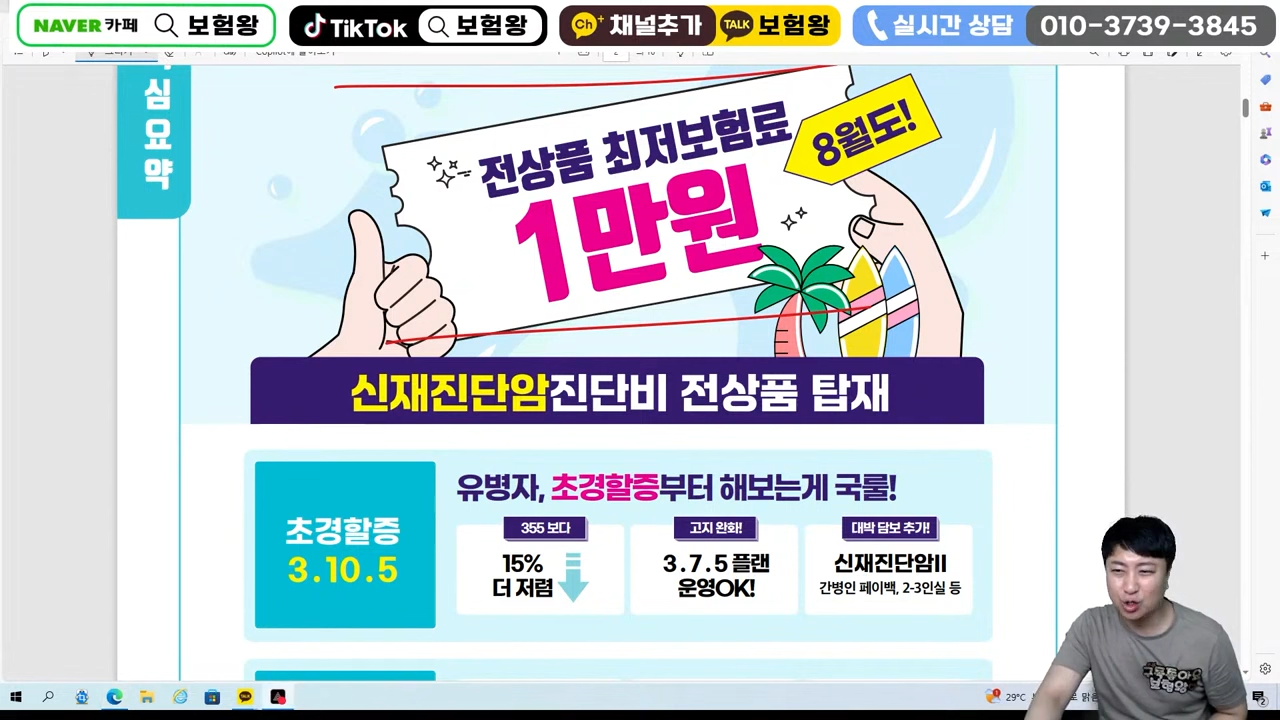 NAVER 카페 보험왕
TikTok 보험왕
Ch+ 채널추가 TALK 보험왕
실시간 상담 010-3739-3845
심
요
약
전상품 최저보험료
1만원
8월도!
신재진단암진단비 전상품 탑재
초경할증
3.10.5
유병자, 초경할증부터 해보는게 국룰!
355 보다
15%
더 저렴
고지 완화!
3.7.5 플랜
운영OK!
대박 담보 추가!
신재진단암II
간병인 페이백, 2-3인실 등
보험왕
29°C